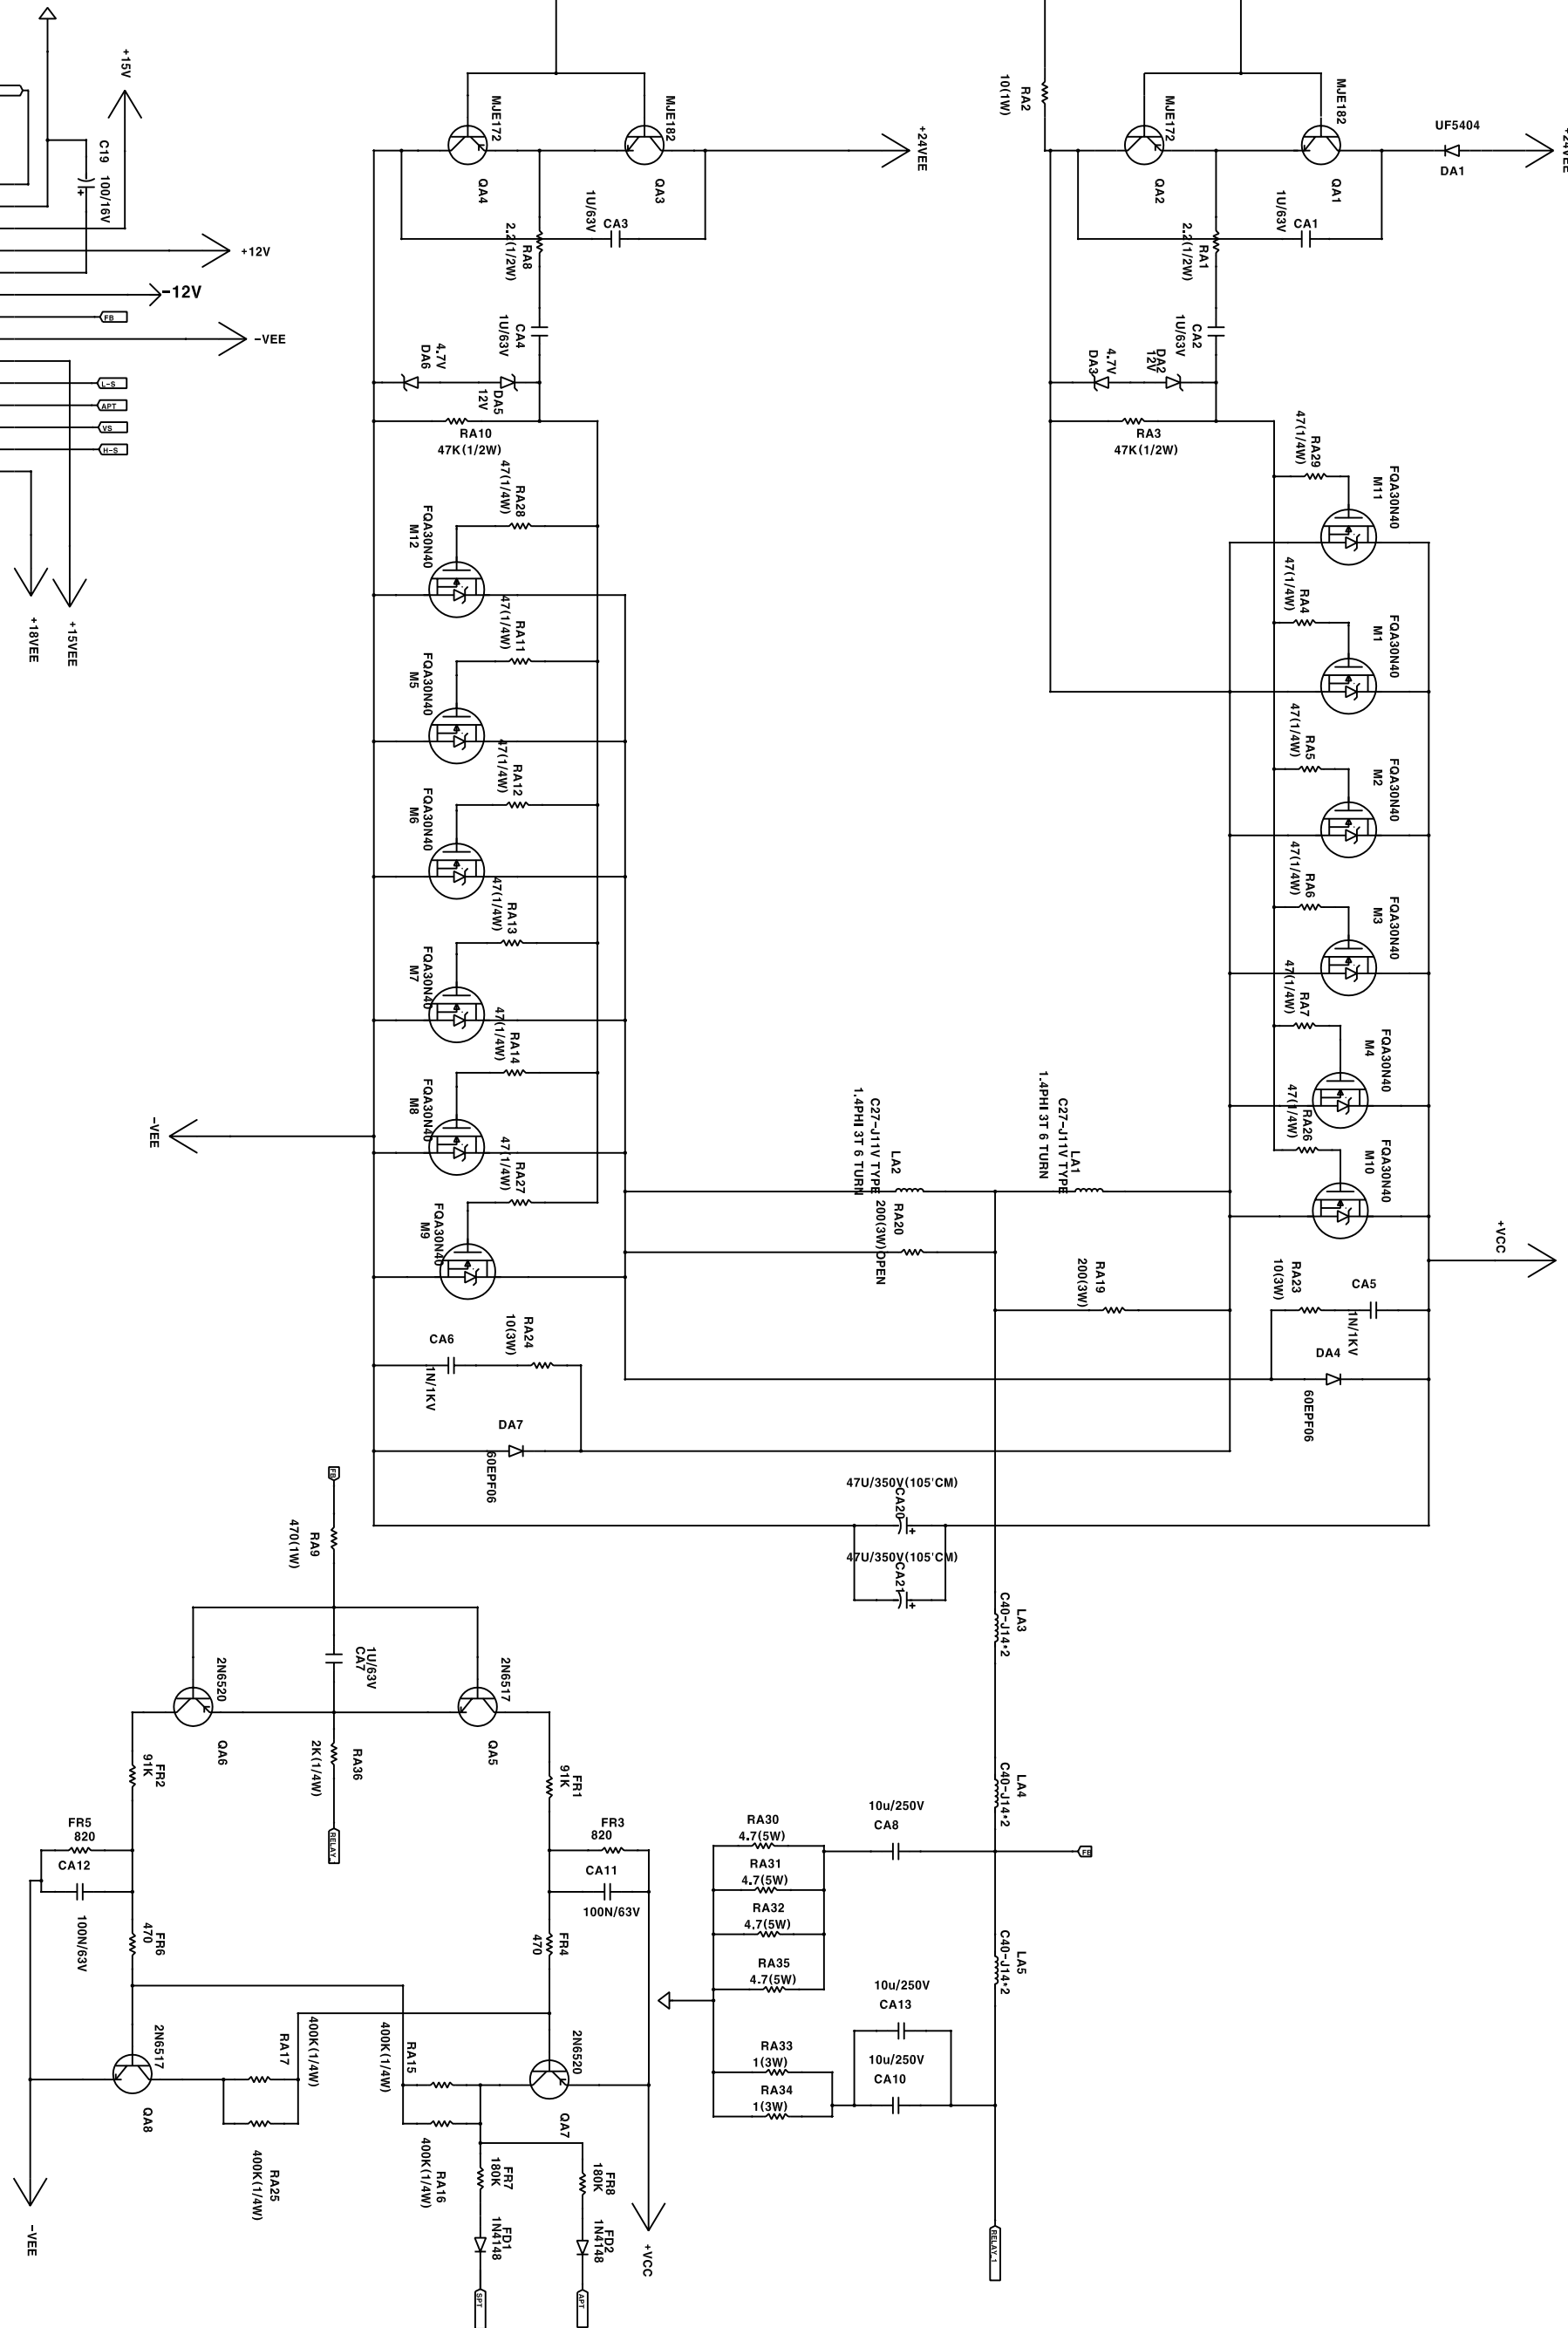 +15V
C19
100/16V
+12V
-12V
FB
-VEE
L-S
APT
VS
H-S
+18VEE
+15VEE
MJE172
QA4
MJE182
QA3
+24VEE
1U/63V
CA3
2.2(1/2W)
RA8
CA4
1U/63V
4.7V
DA6
DA5
12V
RA10
47K(1/2W)
RA2
10(1W)
MJE172
QA2
MJE182
QA1
UF5404
DA1
1U/63V
CA1
2.2(1/2W)
RA1
CA2
1U/63V
4.7V
DA3
DA2
12V
RA3
47K(1/2W)
RA28
47(1/4W)
FQA30N40
M12
RA11
47(1/4W)
FQA30N40
M5
RA12
47(1/4W)
FQA30N40
M6
RA13
47(1/4W)
FQA30N40
M7
RA14
47(1/4W)
FQA30N40
M8
RA27
47(1/4W)
FQA30N40
M9
-VEE
RA29
47(1/4W)
FQA30N40
M11
RA4
47(1/4W)
FQA30N40
M1
RA5
47(1/4W)
FQA30N40
M2
RA6
47(1/4W)
FQA30N40
M3
RA7
47(1/4W)
FQA30N40
M4
RA26
47(1/4W)
FQA30N40
M10
+VCC
LA2
C27-J11V TYPE
1.4PHI 3T 6 TURN
LA1
C27-J11V TYPE
1.4PHI 3T 6 TURN
RA20
200(3W)OPEN
RA19
200(3W)
RA23
10(3W)
CA5
1N/1KV
DA4
60EPF06
CA6
1N/1KV
RA24
10(3W)
DA7
60EPF06
47U/350V(105'CM)
CA20
47U/350V(105'CM)
CA21
LA3
C40-J14*2
LA4
C40-J14*2
LA5
C40-J14*2
FB
RELAY_1
FB
RA9
470(1W)
1U/63V
CA7
2N6520
QA6
2N6517
QA5
RA36
2K(1/4W)
FR2
91K
FR1
91K
FR5
820
CA12
100N/63V
FR3
820
CA11
100N/63V
FR6
470
FR4
470
2N6517
QA8
2N6520
QA7
RA17
400K(1/4W)
RA25
400K(1/4W)
RA15
400K(1/4W)
RA16
400K(1/4W)
FR7
180K
FR8
180K
FD1
1N4148
FD2
1N4148
SPT
APT
-VEE
+VCC
10u/250V
CA8
RA30
4.7(5W)
RA31
4.7(5W)
RA32
4.7(5W)
RA35
4.7(5W)
10u/250V
CA13
10u/250V
CA10
RA33
1(3W)
RA34
1(3W)